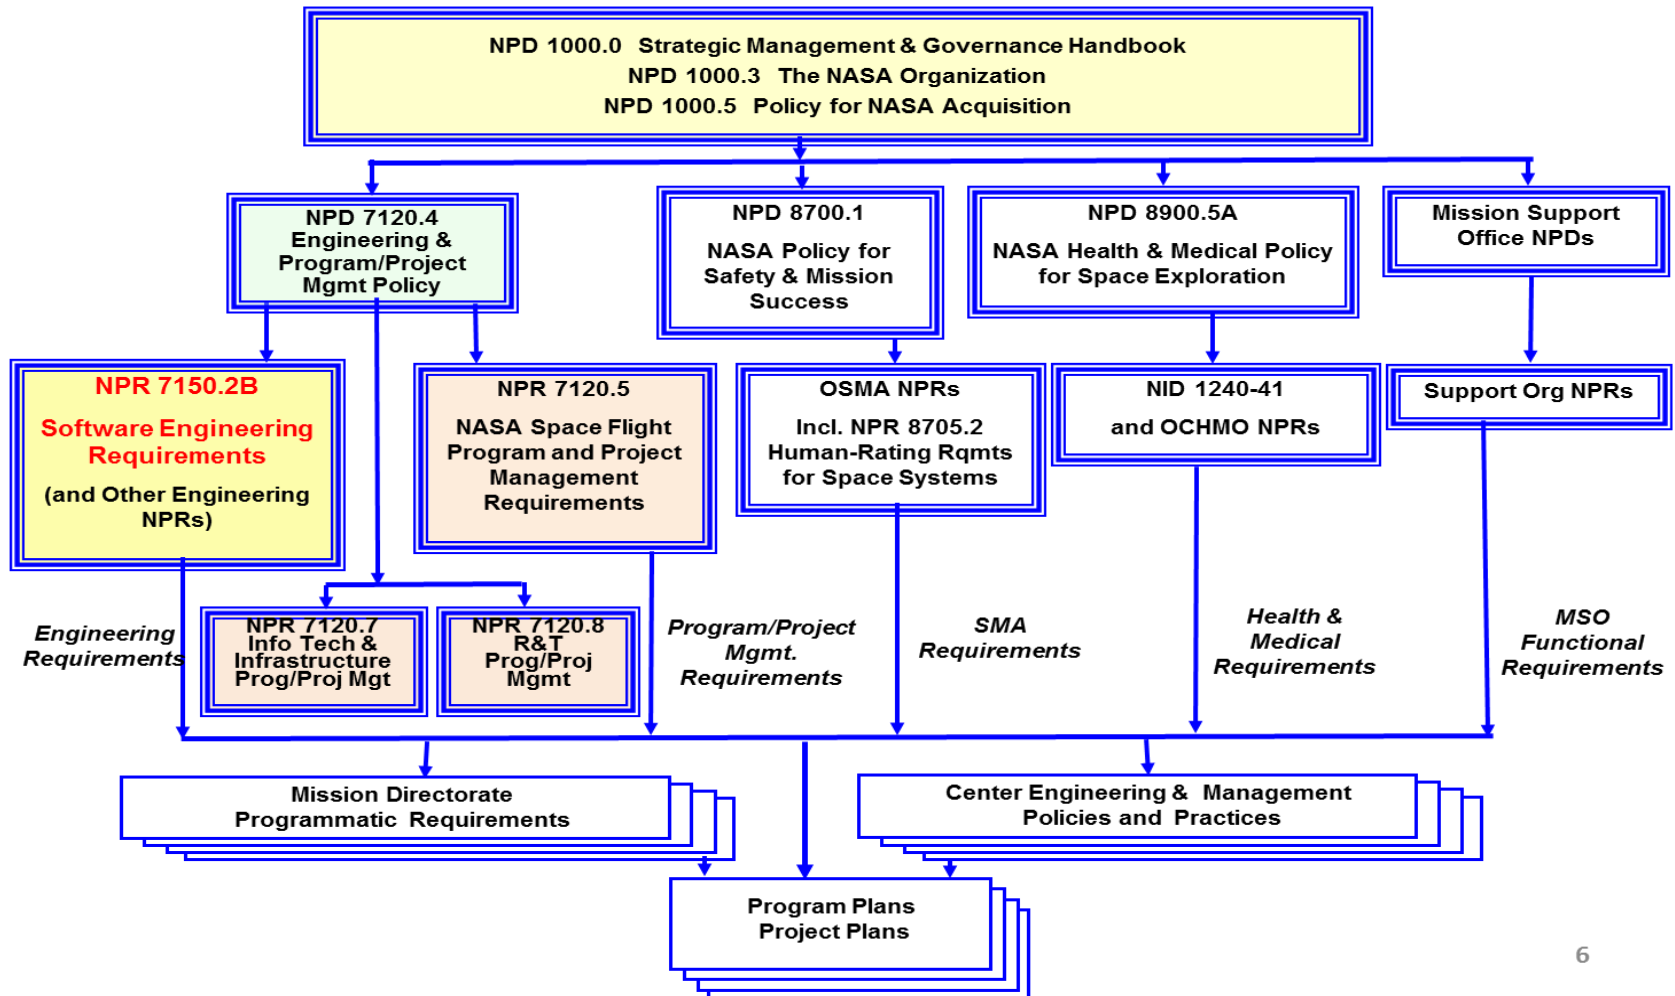 NPD 1000.0 Strategic Management & Governance Handbook
NPD 1000.3 The NASA Organization
NPD 1000.5 Policy for NASA Acquisition
NPD 7120.4
Engineering &
Program/Project
Mgmt Policy
NPD 8700.1
NASA Policy for
Safety & Mission
Success
NPD 8900.5A
NASA Health & Medical Policy
for Space Exploration
Mission Support
Office NPDs
NPR 7150.2B
Software Engineering
Requirements
(and Other Engineering
NPRs)
NPR 7120.5
NASA Space Flight
Program and Project
Management
Requirements
OSMA NPRs
Incl. NPR 8705.2
Human-Rating Rqmts
for Space Systems
NID 1240-41
and OCHMO NPRs
Support Org NPRs
Engineering
Requirements
NPR 7120.7
Info Tech &
Infrastructure
Prog/Proj Mgt
NPR 7120.8
R&T
Prog/Proj
Mgmt
Program/Project
Mgmt.
Requirements
SMA
Requirements
Health &
Medical
Requirements
MSO
Functional
Requirements
Mission Directorate
Programmatic Requirements
Center Engineering & Management
Policies and Practices
Program Plans
Project Plans
6